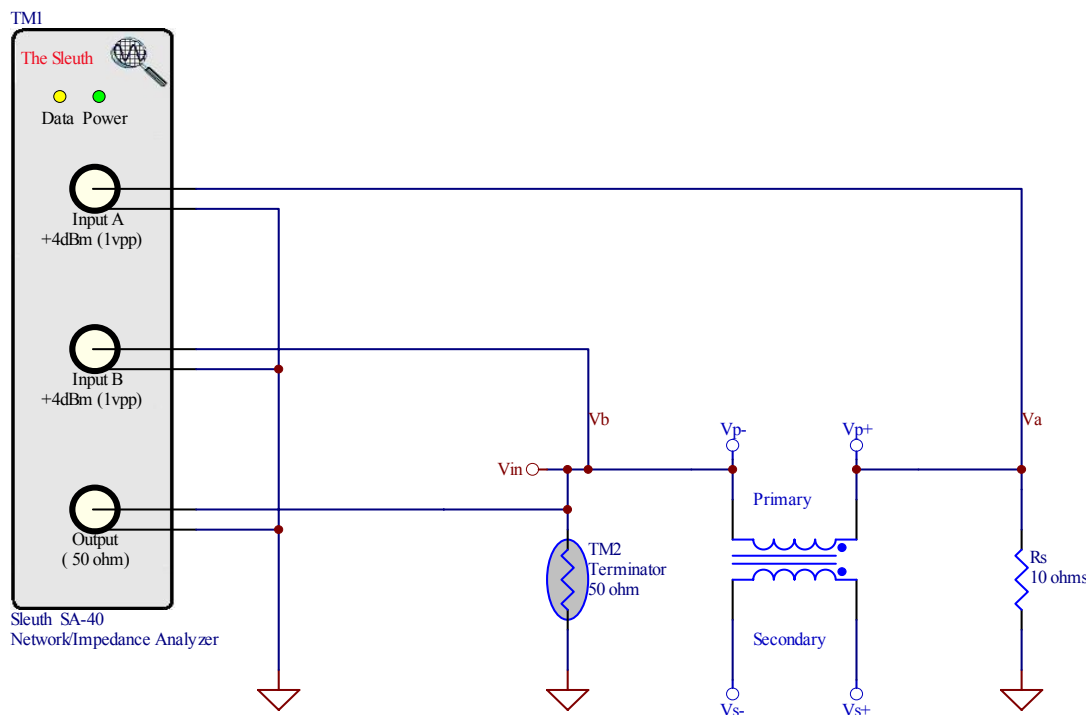 TM1
The Sleuth
Data Power
Input A
+4dBm (1vpp)
Input B
+4dBm (1vpp)
Output
( 50 ohm)
Sleuth SA-40
Network/Impedance Analyzer
Vb
Vin
TM2
Terminator
50 ohm
Vp-
Vp+
Primary
Secondary
Vs-
Vs+
Va
Rs
10 ohms